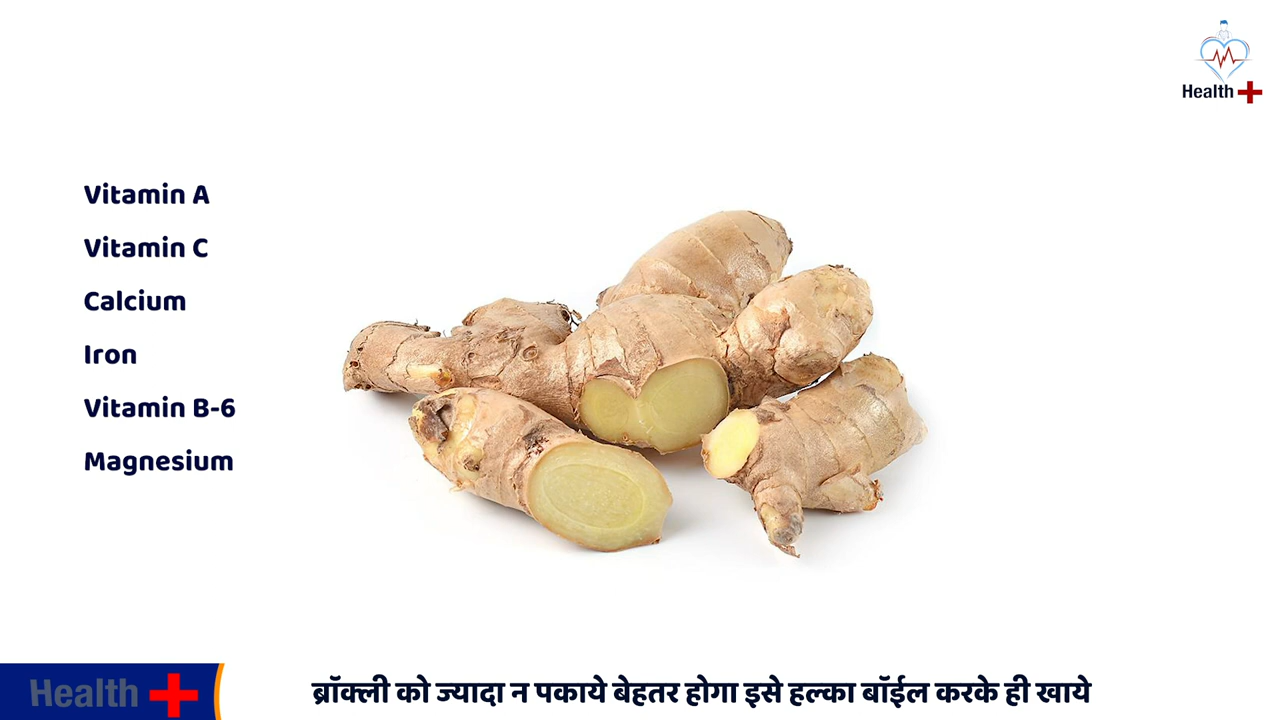 Health
Vitamin A
Vitamin C
Calcium
Iron
Vitamin B-6
Magnesium
Health
ब्रॉक्ली को ज्यादा न पकाये बेहतर होगा इसे हल्का बॉईल करके ही खाये